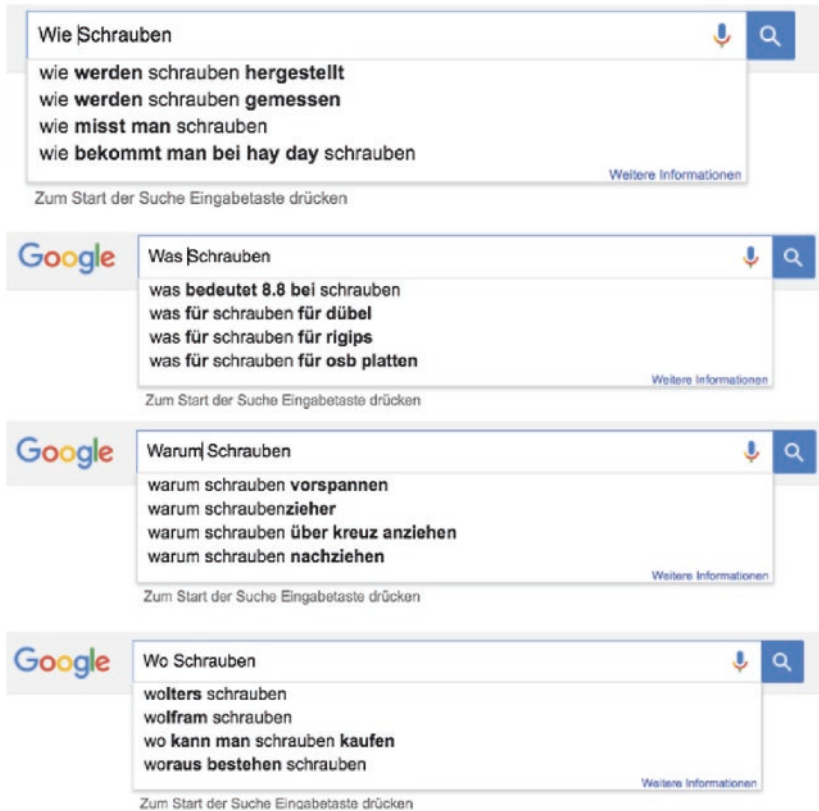 Wie Schrauben
wie werden schrauben hergestellt
wie werden schrauben gemessen
wie misst man schrauben
wie bekommt man bei hay day schrauben
Weitere Informationen
Zum Start der Suche Eingabetaste drücken
Google Was Schrauben
was bedeutet 8.8 bei schrauben
was für schrauben für dübel
was für schrauben für rigips
was für schrauben für osb platten
Weitere Informationen
Zum Start der Suche Eingabetaste drücken
Google Warum Schrauben
warum schrauben vorspannen
warum schraubenzieher
warum schrauben über kreuz anziehen
warum schrauben nachziehen
Weitere Informationen
Zum Start der Suche Eingabetaste drücken
Google Wo Schrauben
wolters schrauben
wolfram schrauben
wo kann man schrauben kaufen
woraus bestehen schrauben
Weitere Informationen
Zum Start der Suche Eingabetaste drücken